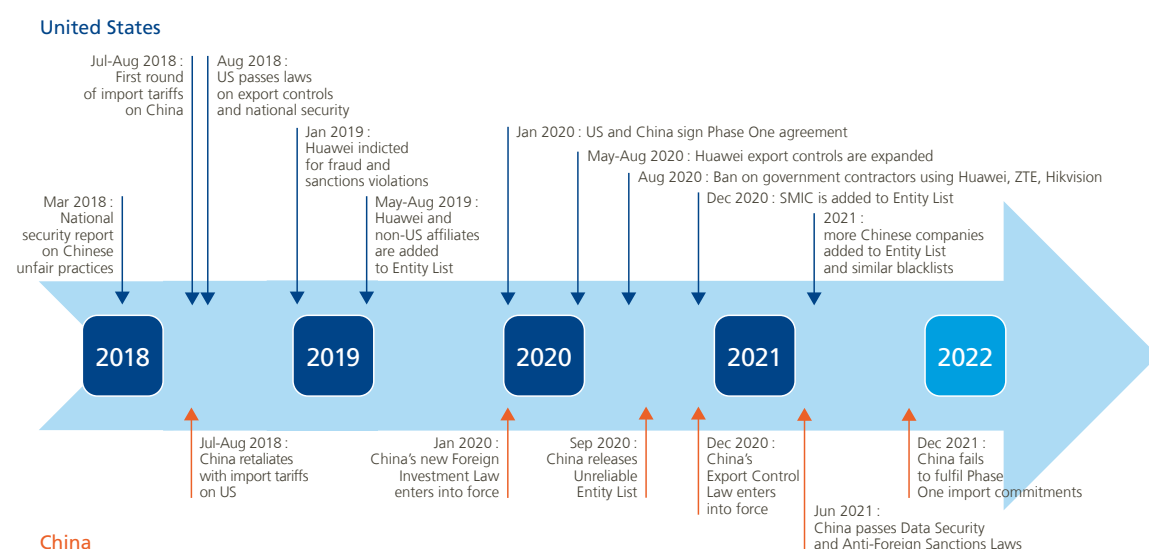 United States
Jul-Aug 2018 :
First round
of import tariffs
on China
Aug 2018 :
US passes laws
on export controls
and national security
Jan 2019 :
Huawei indicted
for fraud and
sanctions violations
Jan 2020 : US and China sign Phase One agreement
May-Aug 2020 : Huawei export controls are expanded
Aug 2020 : Ban on government contractors using Huawei, ZTE, Hikvision
Dec 2020 : SMIC is added to Entity List
Mar 2018 :
National
security report
on Chinese
unfair practices
May-Aug 2019 :
Huawei and
non-US affiliates
are added
to Entity List
2021 :
more Chinese companies
added to Entity List
and similar blacklists
2018
2019
2020
2021
2022
Jul-Aug 2018 :
China retaliates
with import tariffs
on US
Jan 2020 :
China's new Foreign
Investment Law
enters into force
Sep 2020 :
China releases
Unreliable
Entity List
Dec 2020 :
China's
Export Control
Law enters
into force
Dec 2021 :
China fails
to fulfil Phase
One import commitments
Jun 2021 :
China passes Data Security
and Anti-Foreign Sanctions Laws
China